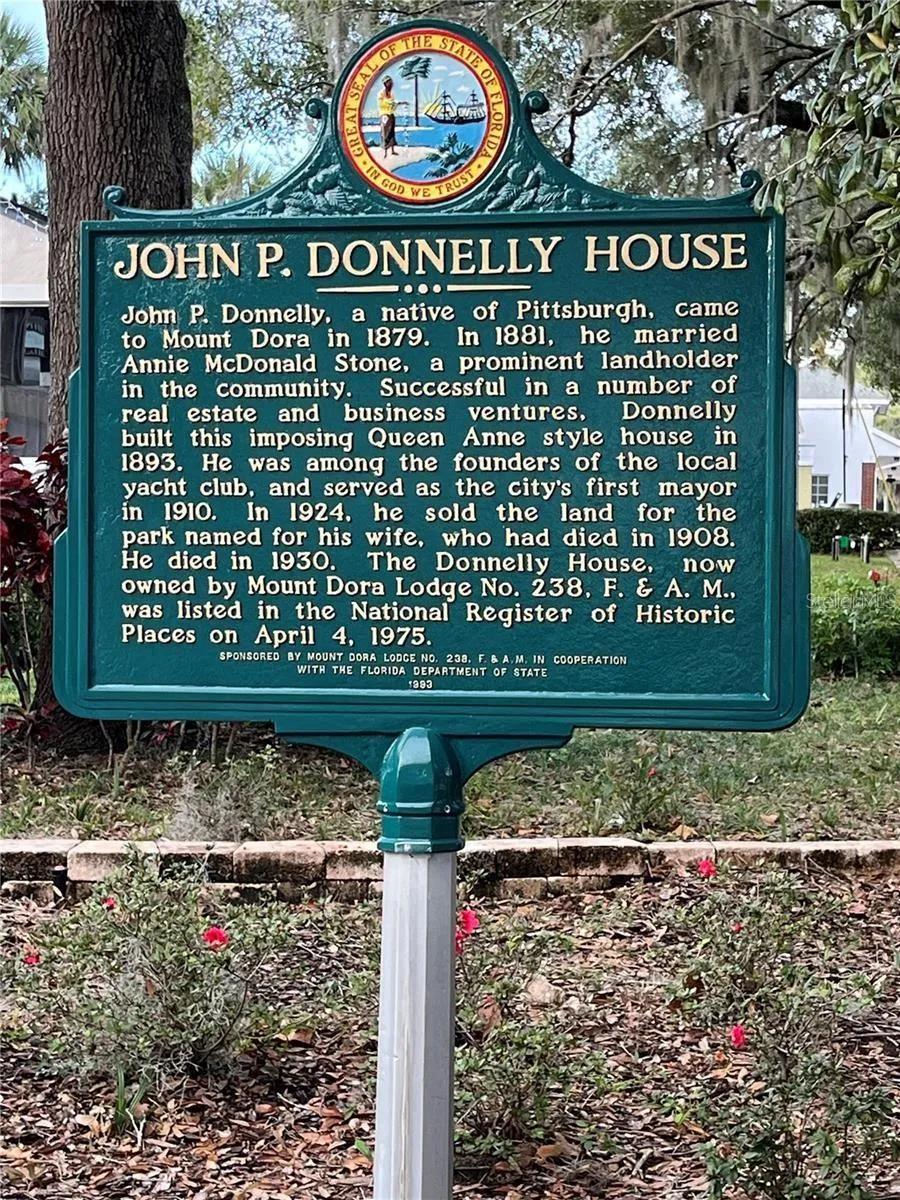 GREAT SEAL OF THE STATE OF FLORIDA
IN GOD WE TRUST
JOHN P. DONNELLY HOUSE
John P. Donnelly, a native of Pittsburgh, came
to Mount Dora in 1879. In 1881, he married
Annie McDonald Stone, a prominent landholder
in the community. Successful in a number of
real estate and business ventures, Donnelly
built this imposing Queen Anne style house in
1893. He was among the founders of the local
yacht club, and served as the city's first mayor
in 1910. In 1924, he sold the land for the
park named for his wife, who had died in 1908.
He died in 1930. The Donnelly House, now
owned by Mount Dora Lodge No. 238, F. & A. M.,
was listed in the National Register of Historic
Places on April 4, 1975.
SPONSORED BY MOUNT DORA LODGE NO. 238, F. & A.M. IN COOPERATION
WITH THE FLORIDA DEPARTMENT OF STATE
1993
StellarMLS